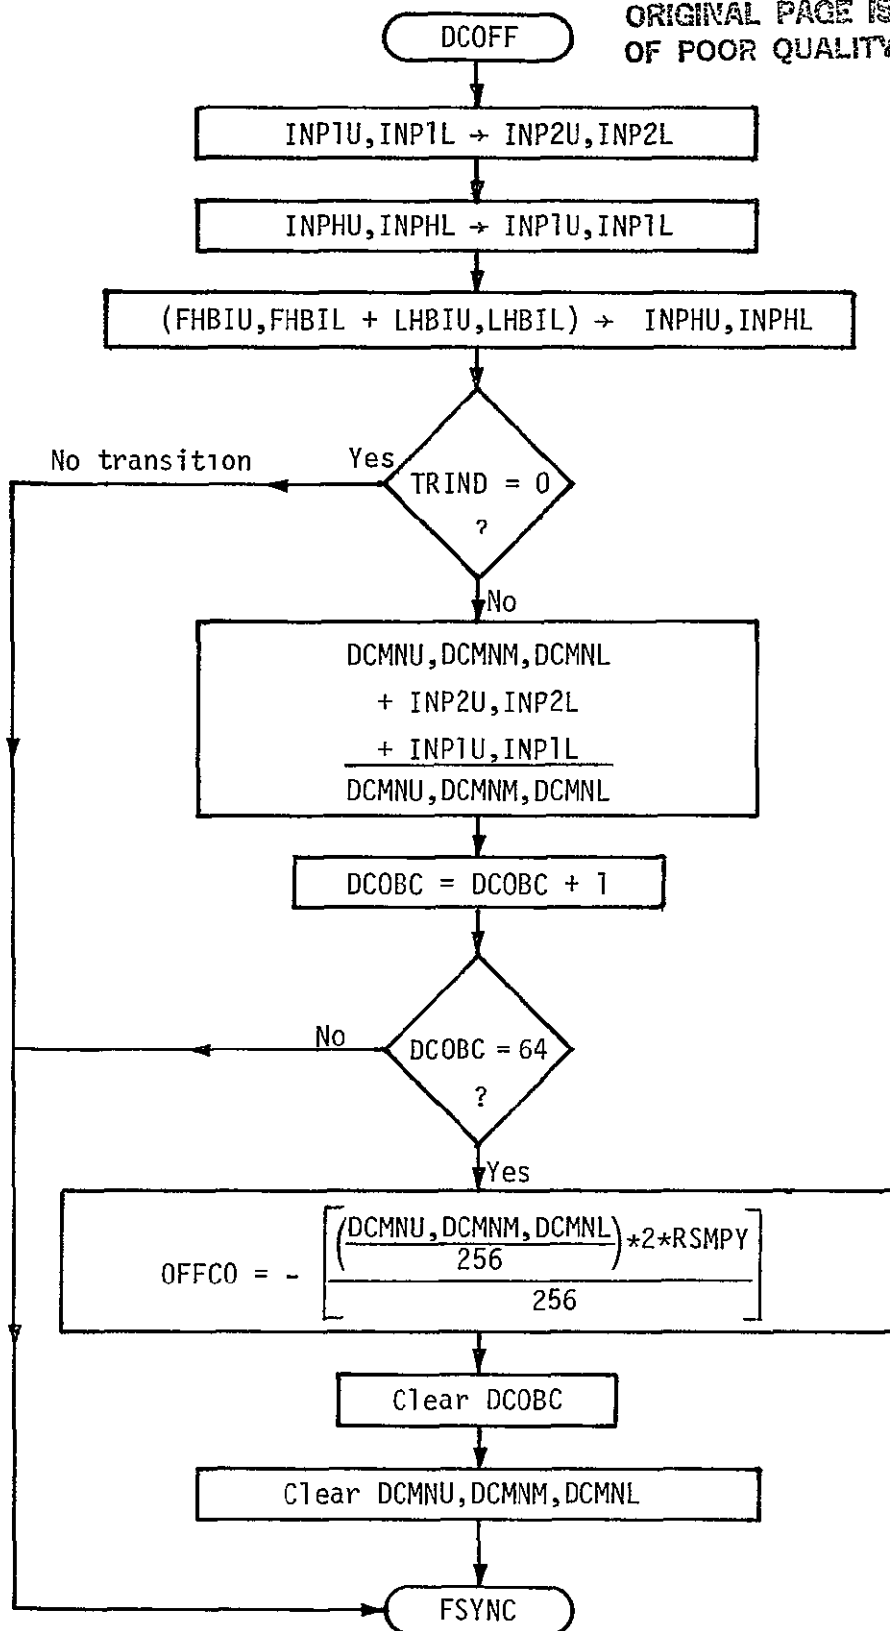 ORIGINAL PAGE IS
OF POOR QUALITY
DCOFF
INP1U,INP1L → INP2U,INP2L
INPHU,INPHL → INP1U,INP1L
(FHBIU,FHBIL + LHBIU,LHBIL) → INPHU,INPHL
No transition
Yes
TRIND = 0
?
No
DCMNU,DCMNM,DCMNL
+ INP2U,INP2L
+ INP1U,INP1L
DCMNU,DCMNM,DCMNL
DCOBC = DCOBC + 1
No
DCOBC = 64
?
Yes
OFFCO = - [((DCMNU,DCMNM,DCMNL)/256)*2*RSMPY/256]
Clear DCOBC
Clear DCMNU,DCMNM,DCMNL
FSYNC